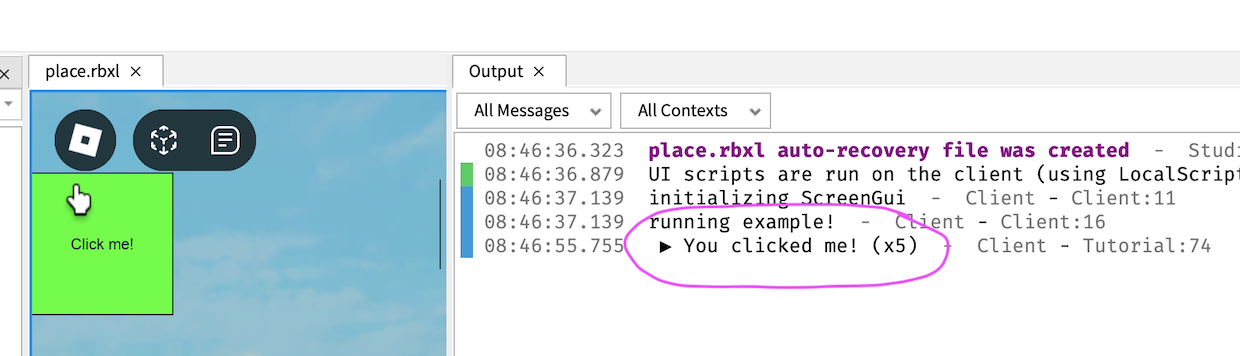 place.rbxl
Click me!
Output
All Messages
All Contexts
08:46:36.323 place.rbxl auto-recovery file was created - Studi
08:46:36.879 UI scripts are run on the client (using LocalScript
08:46:37.139 initializing ScreenGui - Client - Client:11
08:46:37.139 running example! - Client - Client:16
08:46:55.755 ▶ You clicked me! (x5) - Client - Tutorial:74